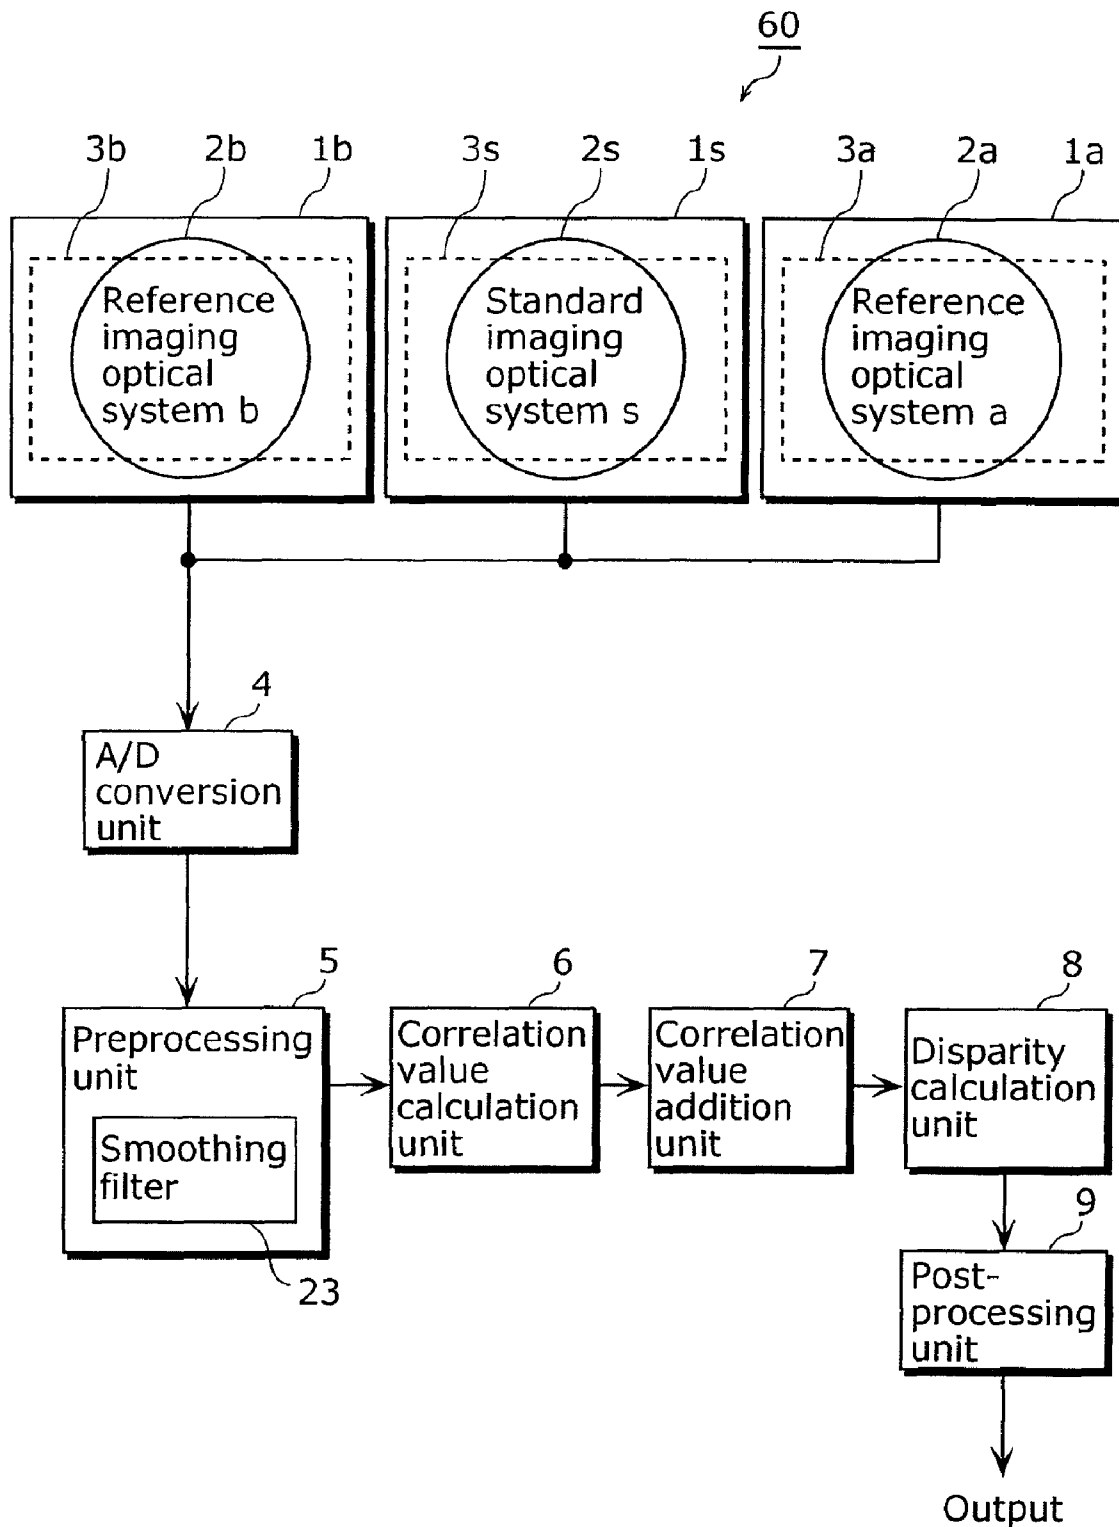 60
3b 2b 1b 3s 2s 1s 3a 2a 1a
Reference
imaging
optical
system b
Standard
imaging
optical
system s
Reference
imaging
optical
system a
4
A/D
conversion
unit
5
Preprocessing
unit
Smoothing
filter
23
6
Correlation
value
calculation
unit
7
Correlation
value
addition
unit
8
Disparity
calculation
unit
9
Post-
processing
unit
Output